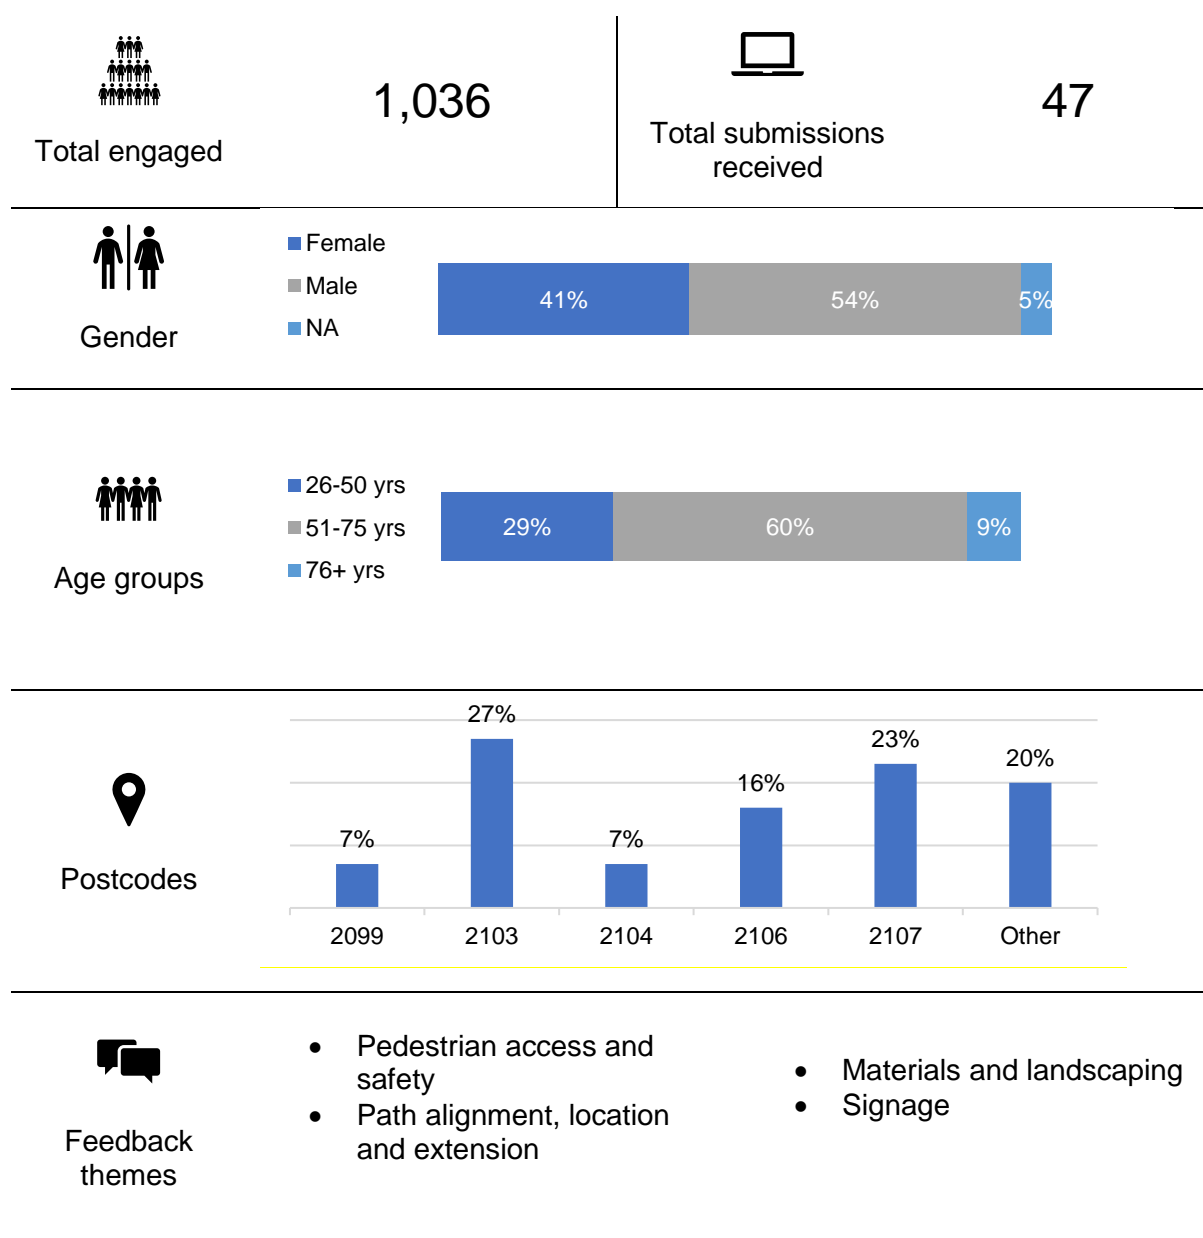 Total engaged
1,036
Total submissions
received
47
Gender
Female
Male
NA
41%
54%
5%
Age groups
26-50 yrs
51-75 yrs
76+ yrs
29%
60%
9%
Postcodes
7%
27%
7%
16%
23%
20%
2099
2103
2104
2106
2107
Other
Feedback
themes
• Pedestrian access and
safety
• Path alignment, location
and extension
• Materials and landscaping
• Signage